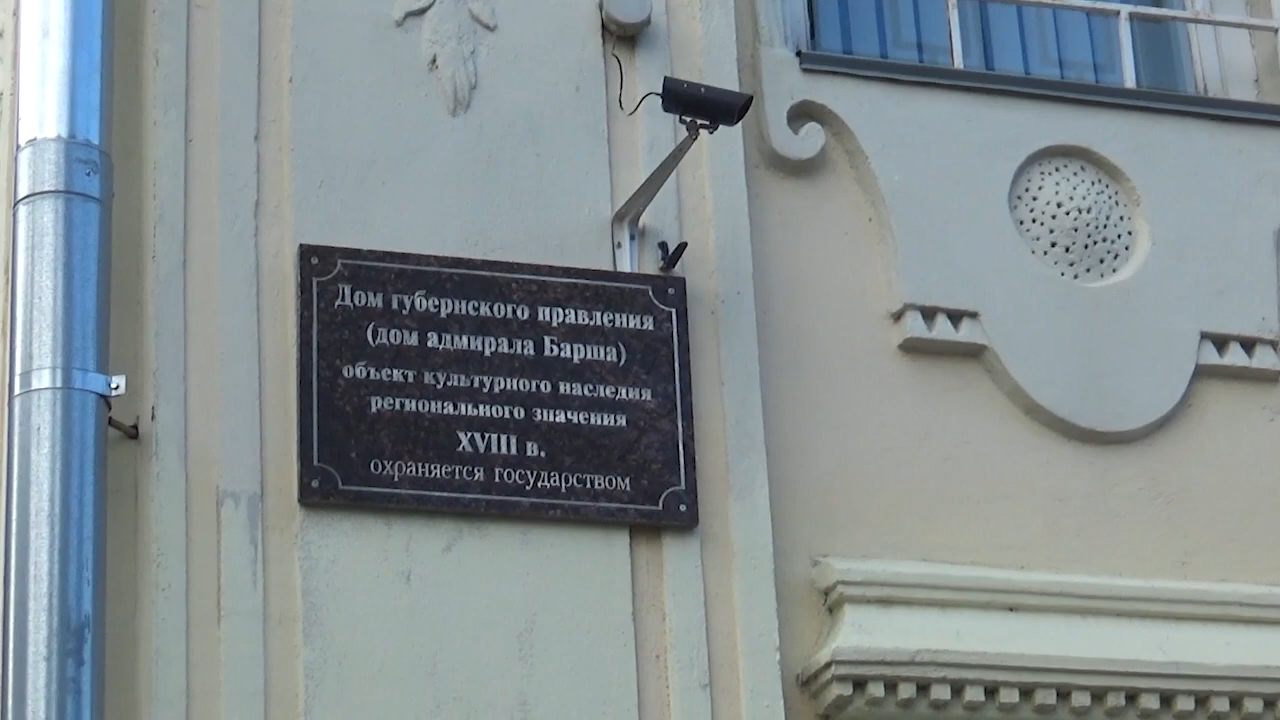 Дом губернского правления
(дом адмирала Барша)
объект культурного наследия
регионального значения
XVIII в.
охраняется государством